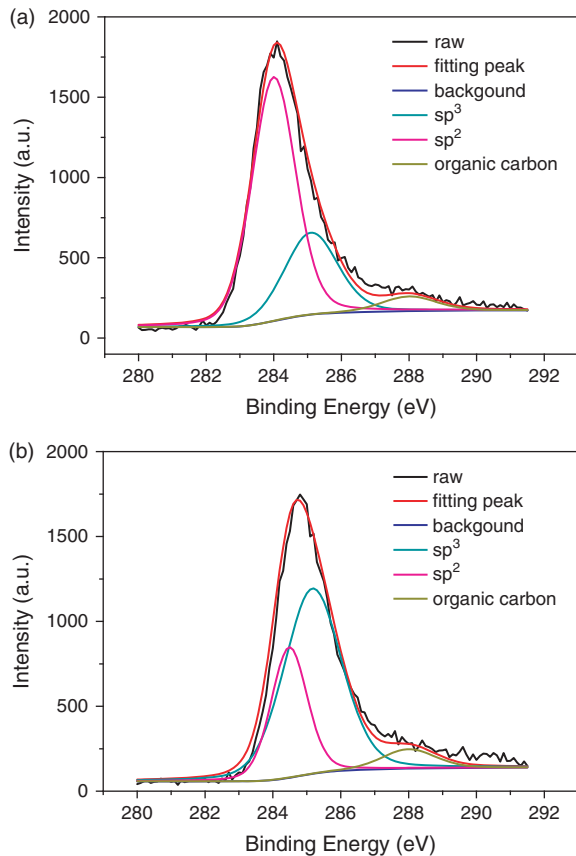 (a)
2000
1500
1000
500
0
Intensity (a.u.)
raw
fitting peak
backgound
sp³
sp²
organic carbon
280 282 284 286 288 290 292
Binding Energy (eV)
(b)
2000
1500
1000
500
0
Intensity (a.u.)
raw
fitting peak
backgound
sp³
sp²
organic carbon
280 282 284 286 288 290 292
Binding Energy (eV)